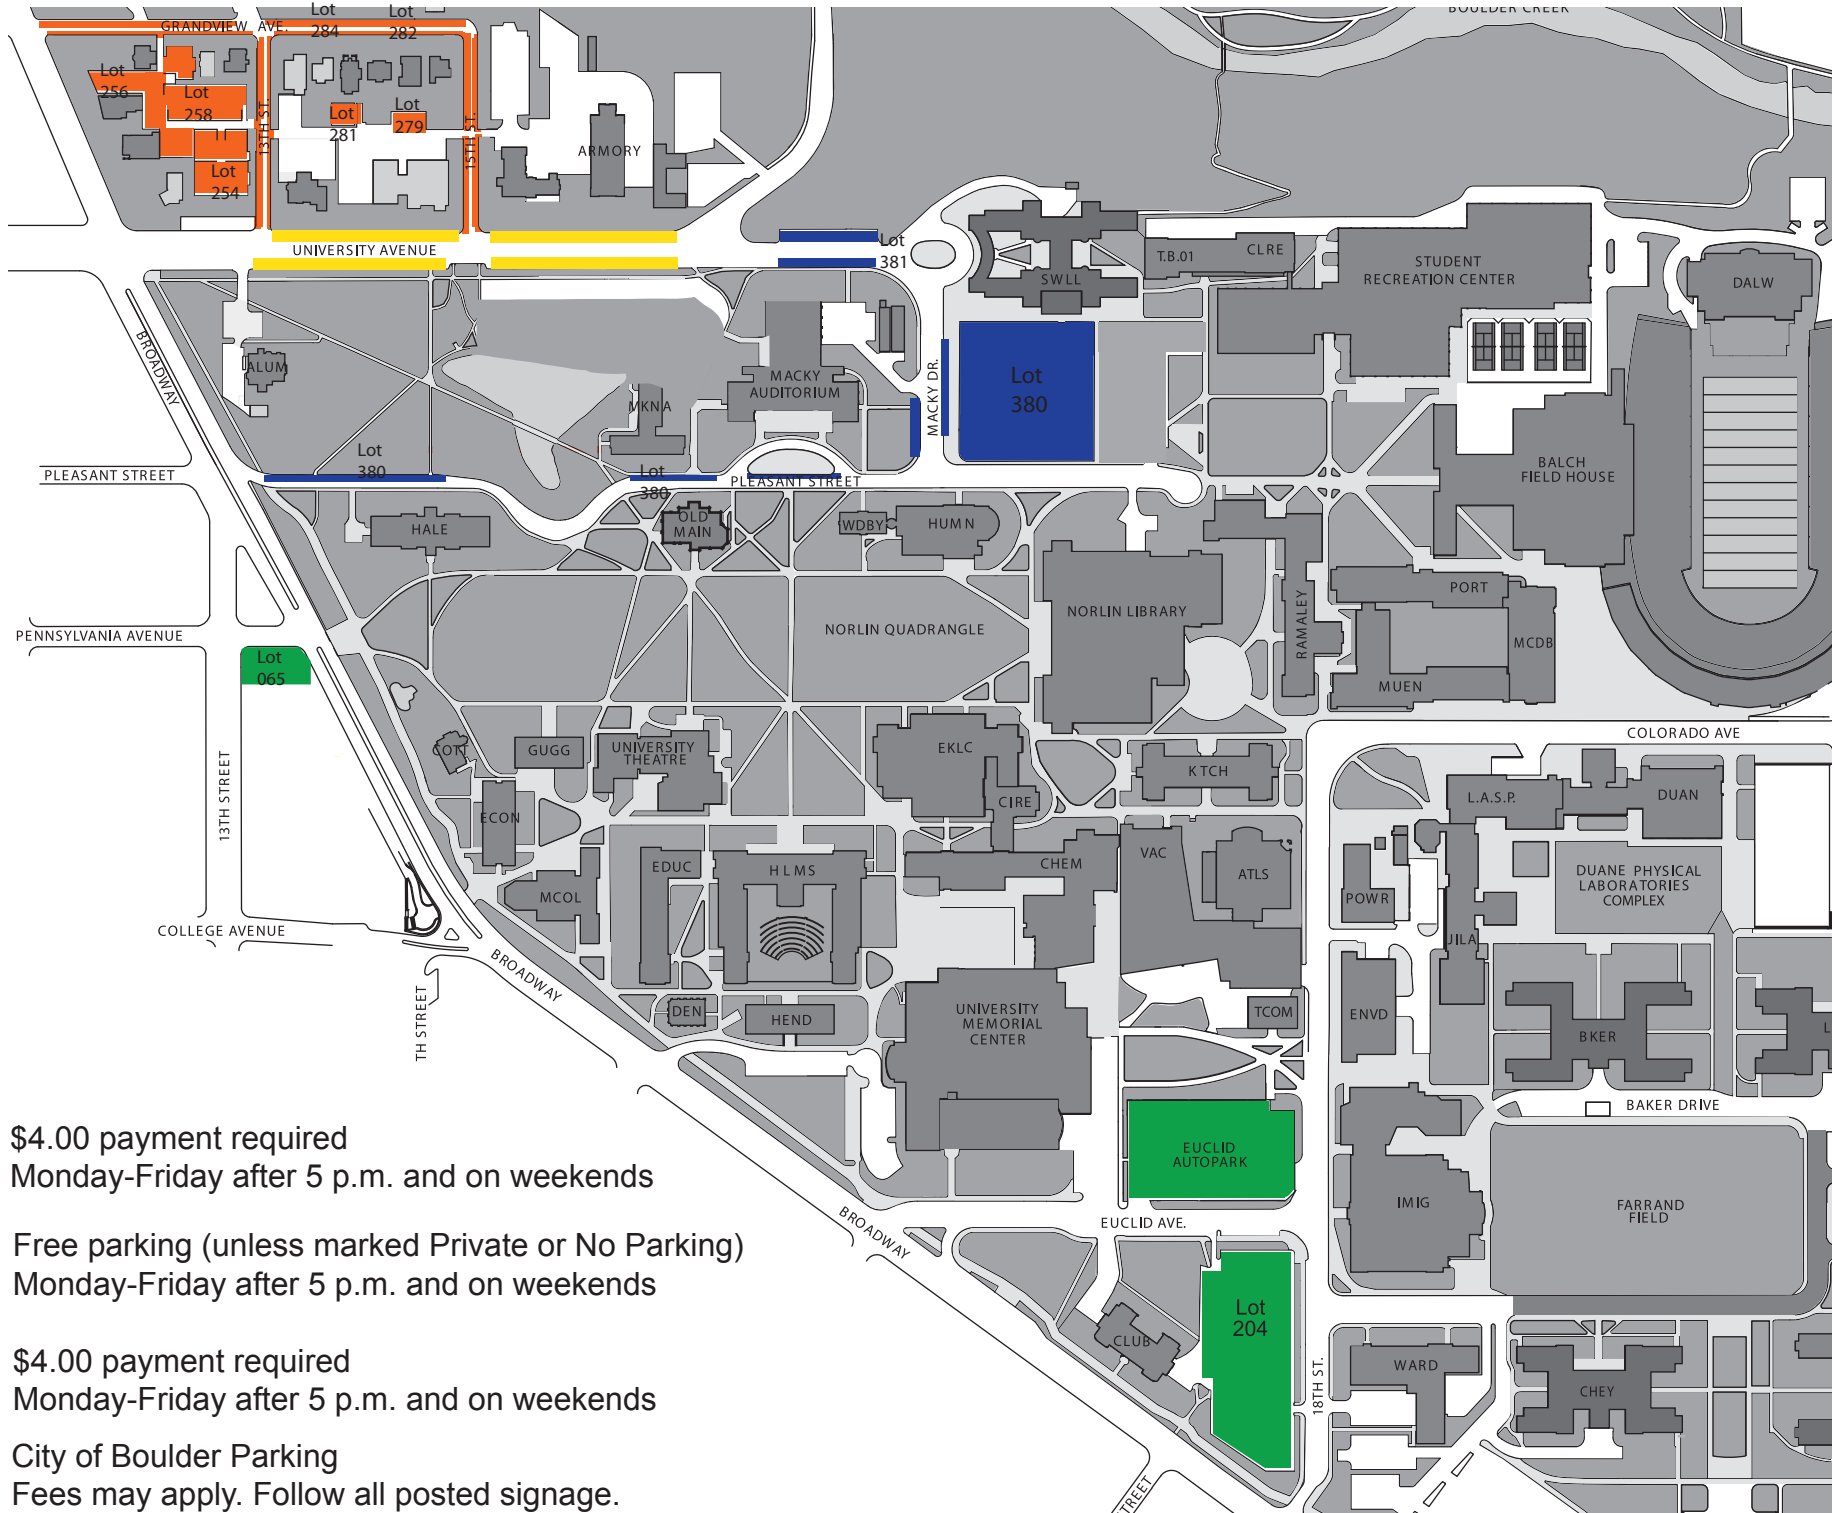 BOULDER CREEK
Lot
284
Lot
282
GRANDVIEW AVE.
Lot
256
Lot
258
Lot
281
Lot
279
13TH ST.
15TH ST.
ARMORY
Lot
254
UNIVERSITY AVENUE
Lot
381
T.B.01
CLRE
SWLL
STUDENT
RECREATION CENTER
DALW
BROADWAY
ALUM
MACKY
AUDITORIUM
MACKY DR.
Lot
380
MKNA
Lot
380
Lot
380
PLEASANT STREET
PLEASANT STREET
BALCH
FIELD HOUSE
HALE
OLD
MAIN
WDBY
HUMN
NORLIN LIBRARY
RAMALEY
PORT
MCDB
MUEN
PENNSYLVANIA AVENUE
NORLIN QUADRANGLE
Lot
065
COLORADO AVE
13TH STREET
COTT
GUGG
UNIVERSITY
THEATRE
EKLC
CIRE
KTCH
L.A.S.P.
DUAN
ECON
EDUC
HLMS
CHEM
VAC
ATLS
POWR
DUANE PHYSICAL
LABORATORIES
COMPLEX
MCOL
JILA
COLLEGE AVENUE
BROADWAY
TH STREET
DEN
HEND
UNIVERSITY
MEMORIAL
CENTER
TCOM
ENVD
BKER
L
BAKER DRIVE
$4.00 payment required
Monday-Friday after 5 p.m. and on weekends
EUCLID
AUTOPARK
IMIG
FARRAND
FIELD
BROADWAY
EUCLID AVE.
Free parking (unless marked Private or No Parking)
Monday-Friday after 5 p.m. and on weekends
Lot
204
CLUB
WARD
18TH ST.
CHEY
$4.00 payment required
Monday-Friday after 5 p.m. and on weekends
City of Boulder Parking
Fees may apply. Follow all posted signage.
TREET